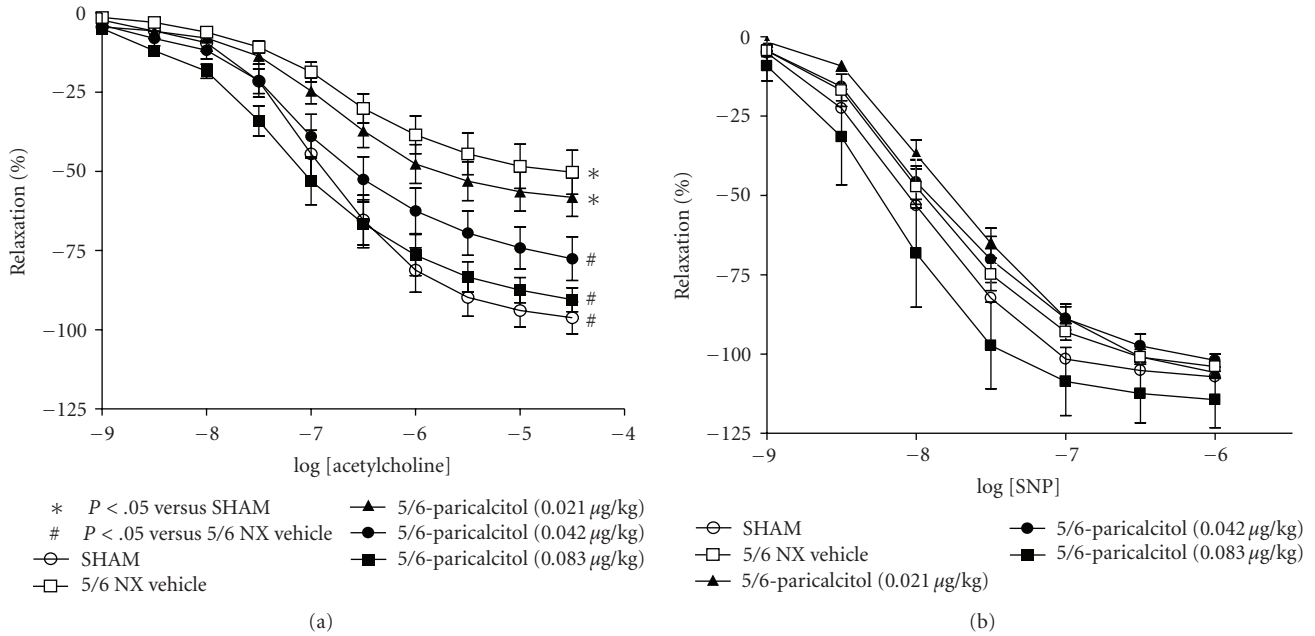 0
−25
−50
−75
−100
−125
Relaxation (%)
−9
−8
−7
−6
−5
−4
log [acetylcholine]
*
*
#
#
#
* P < .05 versus SHAM
# P < .05 versus 5/6 NX vehicle
SHAM
5/6 NX vehicle
5/6-paricalcitol (0.021 μg/kg)
5/6-paricalcitol (0.042 μg/kg)
5/6-paricalcitol (0.083 μg/kg)
(a)
0
−25
−50
−75
−100
−125
Relaxation (%)
−9
−8
−7
−6
log [SNP]
SHAM
5/6 NX vehicle
5/6-paricalcitol (0.021 μg/kg)
5/6-paricalcitol (0.042 μg/kg)
5/6-paricalcitol (0.083 μg/kg)
(b)